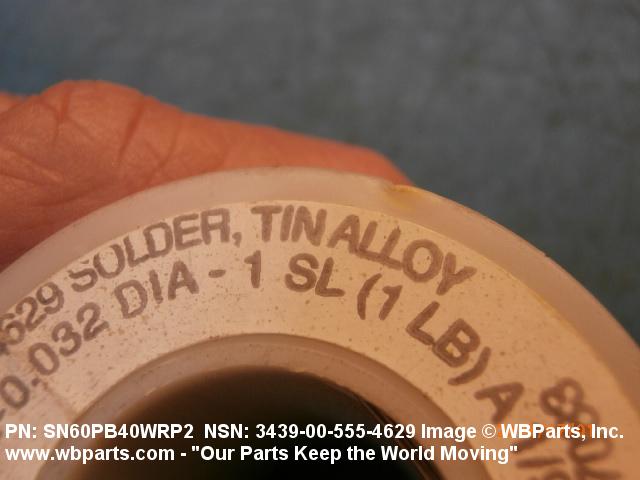 4629 SOLDER, TIN ALLOY
0.032 DIA - 1 SL (1 LB) A
PN: SN60PB40WRP2 NSN: 3439-00-555-4629 Image © WBParts, Inc.
www.wbparts.com - "Our Parts Keep the World Moving"